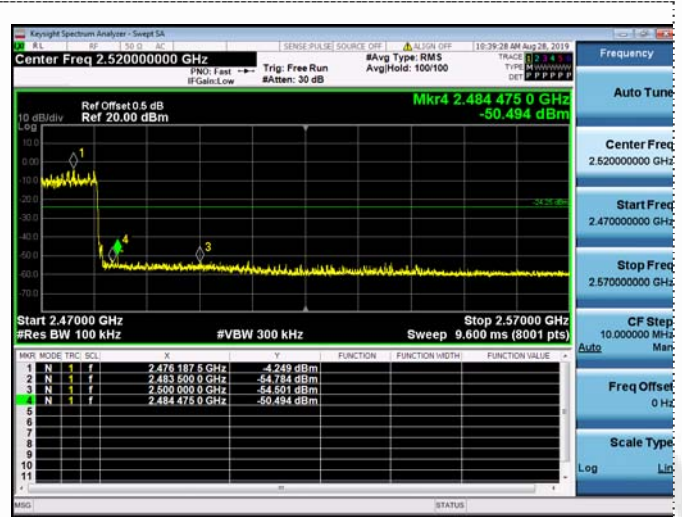 Keysight Spectrum Analyzer - Swept SA
RL RF 50 Ω AC SENSE:PULSE SOURCE OFF ALIGN OFF 10:39:28 AM Aug 28, 2019
Center Freq 2.520000000 GHz
PNO: Fast
IFGain:Low
Trig: Free Run
#Atten: 30 dB
#Avg Type: RMS
Avg|Hold: 100/100
TRACE 1 2 3 4 5 6
TYPE M W W W W W
DET P P P P P P
Frequency
Auto Tune
Center Freq
2.520000000 GHz
Start Freq
2.470000000 GHz
Stop Freq
2.570000000 GHz
CF Step
10.000000 MHz
Auto Man
Freq Offset
0 Hz
Scale Type
Log Lin
Mkr4 2.484 475 0 GHz
-50.494 dBm
Ref Offset 0.5 dB
10 dB/div Ref 20.00 dBm
Log
10.0
0.00
-10.0
-20.0
-30.0
-40.0
-50.0
-60.0
-70.0
1
4
3
-24.25 dBm
Start 2.47000 GHz Stop 2.57000 GHz
#Res BW 100 kHz #VBW 300 kHz Sweep 9.600 ms (8001 pts)
MKR MODE TRC SCL X Y FUNCTION FUNCTION WIDTH FUNCTION VALUE
1 N 1 f 2.476 187 5 GHz -4.249 dBm
2 N 1 f 2.483 500 0 GHz -54.784 dBm
3 N 1 f 2.500 000 0 GHz -54.501 dBm
4 N 1 f 2.484 475 0 GHz -50.494 dBm
5
6
7
8
9
10
11
MSG STATUS